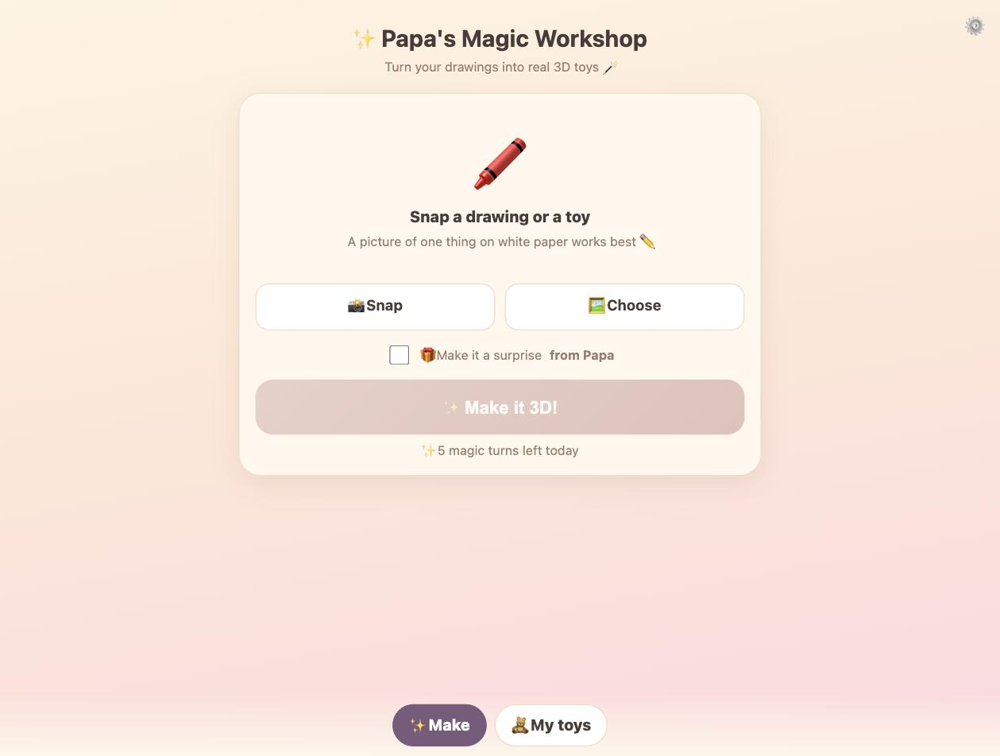 ✨ Papa's Magic Workshop
Turn your drawings into real 3D toys 🪄
Snap a drawing or a toy
A picture of one thing on white paper works best ✏️
📸Snap
🖼️Choose
🎁Make it a surprise from Papa
✨ Make it 3D!
✨5 magic turns left today
✨Make
🧸My toys